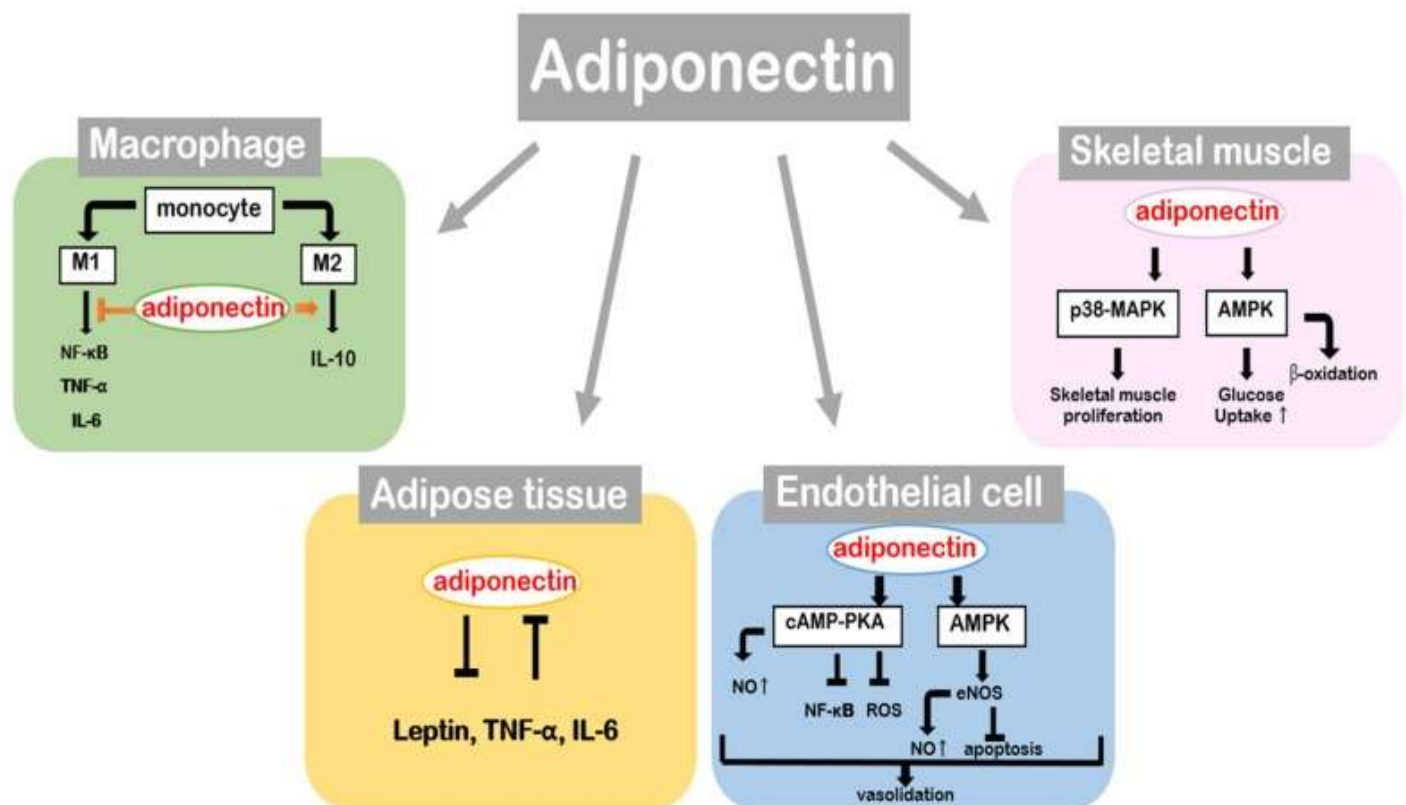 Adiponectin
Macrophage
monocyte
M1
M2
adiponectin
NF-κB
TNF-α
IL-6
IL-10
Skeletal muscle
adiponectin
p38-MAPK
AMPK
β-oxidation
Skeletal muscle
proliferation
Glucose
Uptake ↑
Adipose tissue
adiponectin
Leptin, TNF-α, IL-6
Endothelial cell
adiponectin
cAMP-PKA
AMPK
NO↑
NF-κB
ROS
eNOS
NO↑
apoptosis
vasolidation